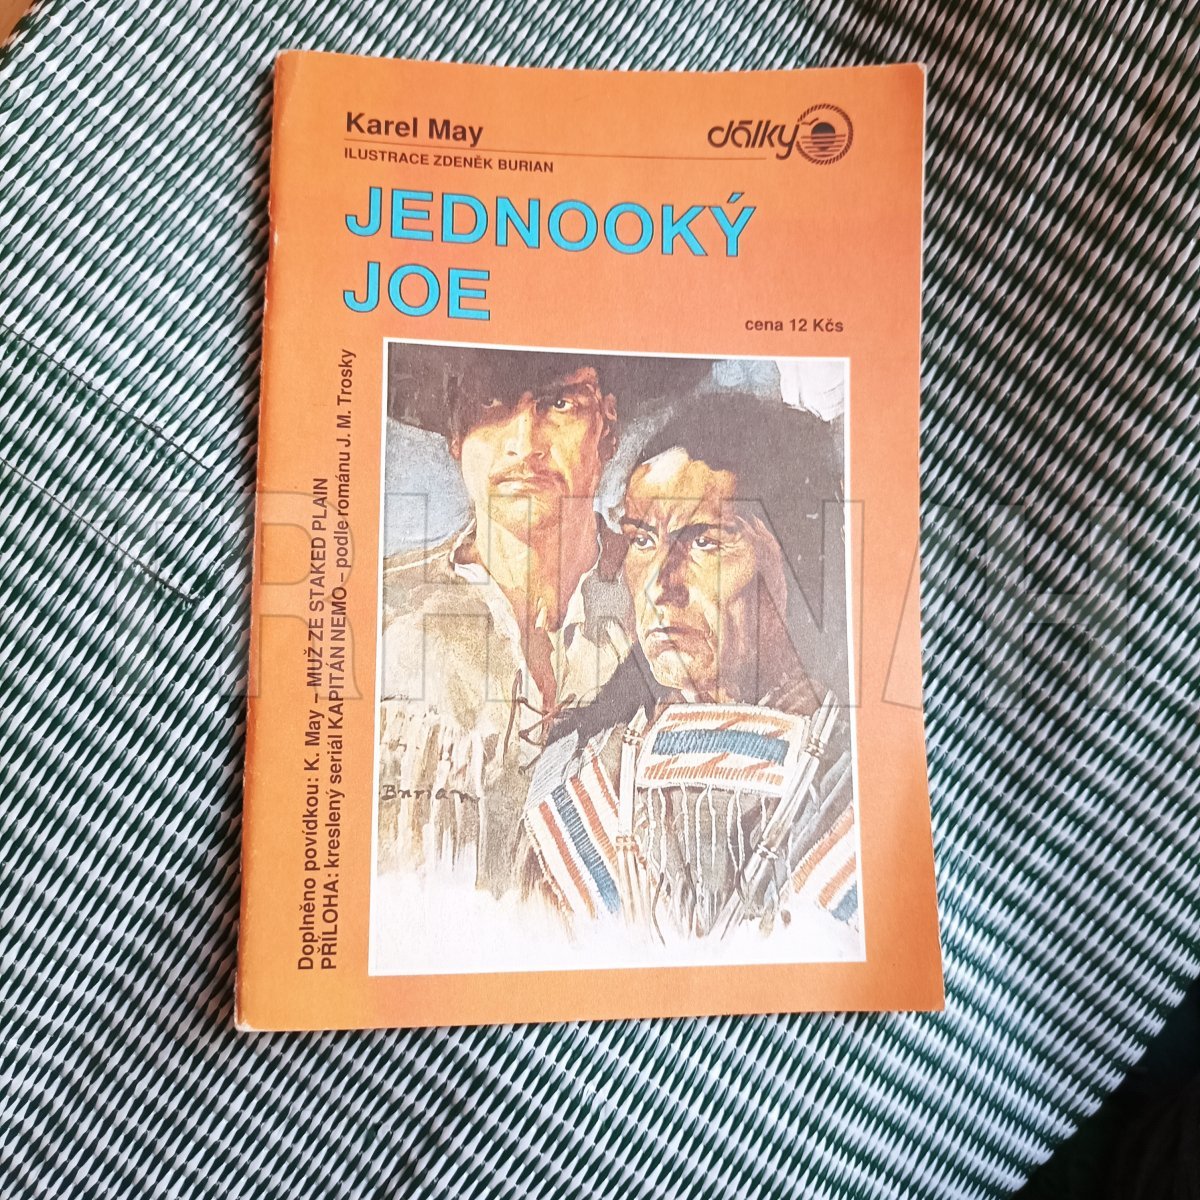 Karel May
dálky
ILUSTRACE ZDENĚK BURIAN
JEDNOOKÝ
JOE
cena 12 Kčs
Doplněno povídkou: K. May – MUŽ ZE STAKED PLAIN
PŘÍLOHA: kreslený seriál KAPITÁN NEMO – podle románu J. M. Trosky
Burian